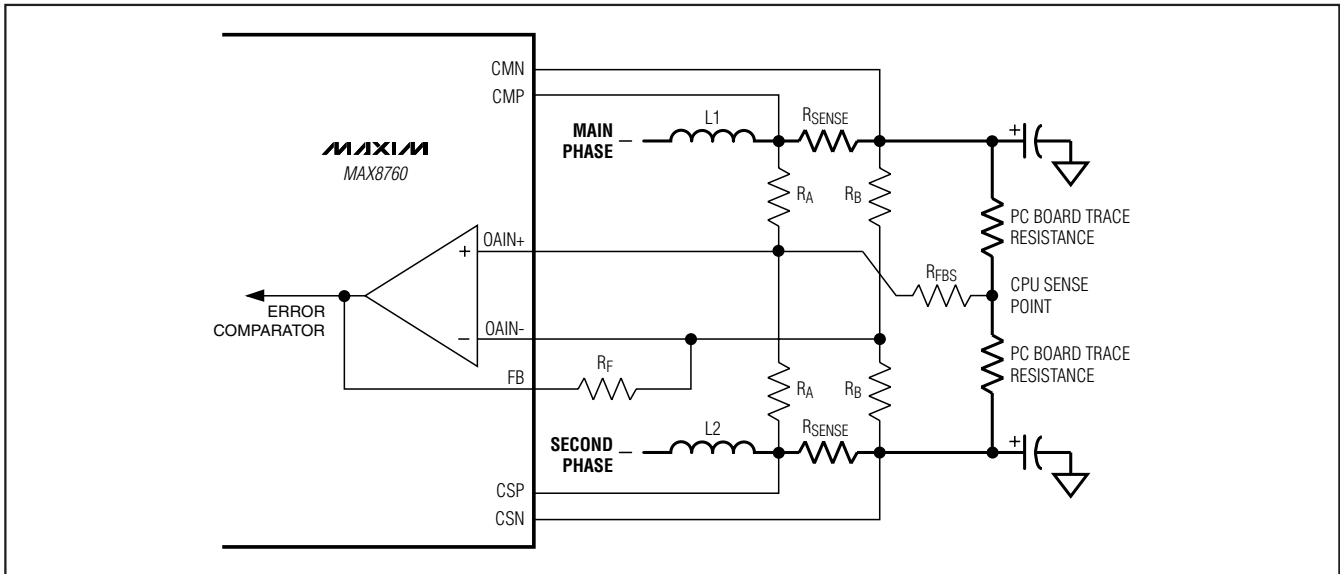 CMN
CMP
MAXIM
MAX8760
MAIN
PHASE
L1
RSENSE
+
RA
RB
PC BOARD TRACE
RESISTANCE
OAIN+
+
RFBS
CPU SENSE
POINT
ERROR
COMPARATOR
OAIN-
−
FB
RF
RA
RB
PC BOARD TRACE
RESISTANCE
SECOND
PHASE
L2
RSENSE
+
CSP
CSN